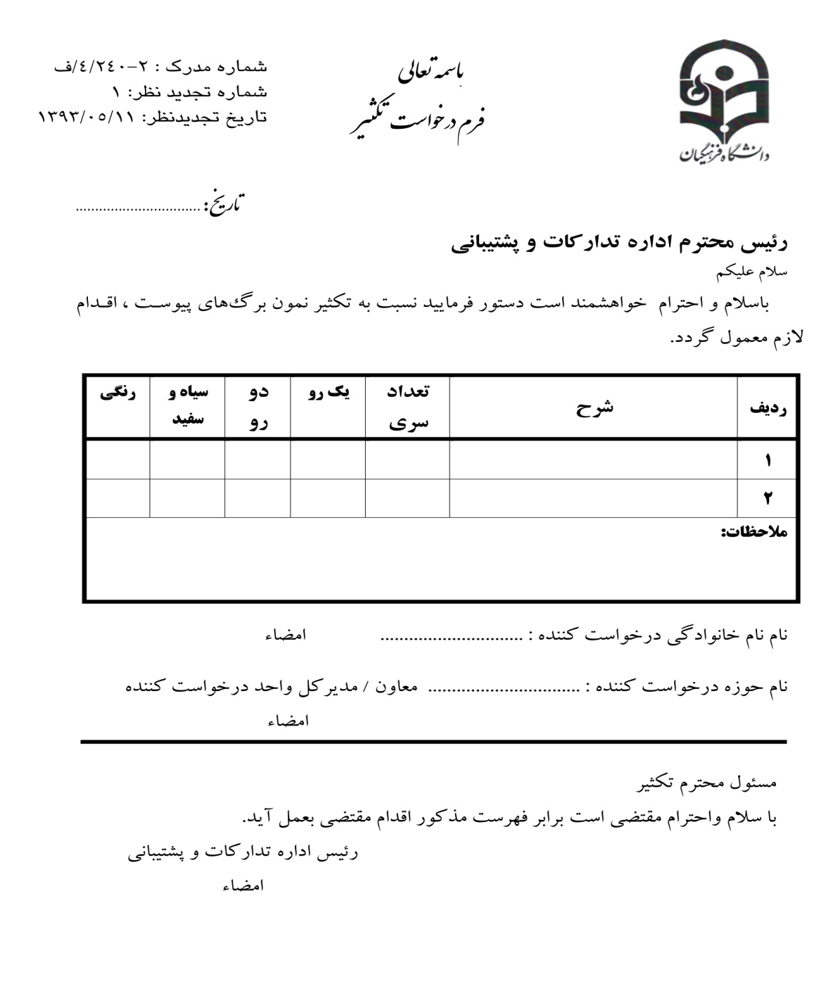 باسمه تعالی
فرم درخواست تکثیر
شماره مدرک : ۲-۲۴۰/۴/ف
شماره تجدید نظر: ۱
تاریخ تجدیدنظر: ۱۳۹۳/۰۵/۱۱
دانشگاه فرهنگیان
تاریخ: ................................
رئیس محترم اداره تدارکات و پشتیبانی
سلام علیکم
باسلام و احترام خواهشمند است دستور فرمایید نسبت به تکثیر نمون برگ‌های پیوست ، اقدام
لازم معمول گردد.
ردیف شرح تعداد سری یک رو دو رو سیاه و سفید رنگی
۱
۲
ملاحظات:
نام نام خانوادگی درخواست کننده : .............................. امضاء
نام حوزه درخواست کننده : ................................ معاون / مدیرکل واحد درخواست کننده
امضاء
مسئول محترم تکثیر
با سلام واحترام مقتضی است برابر فهرست مذکور اقدام مقتضی بعمل آید.
رئیس اداره تدارکات و پشتیبانی
امضاء